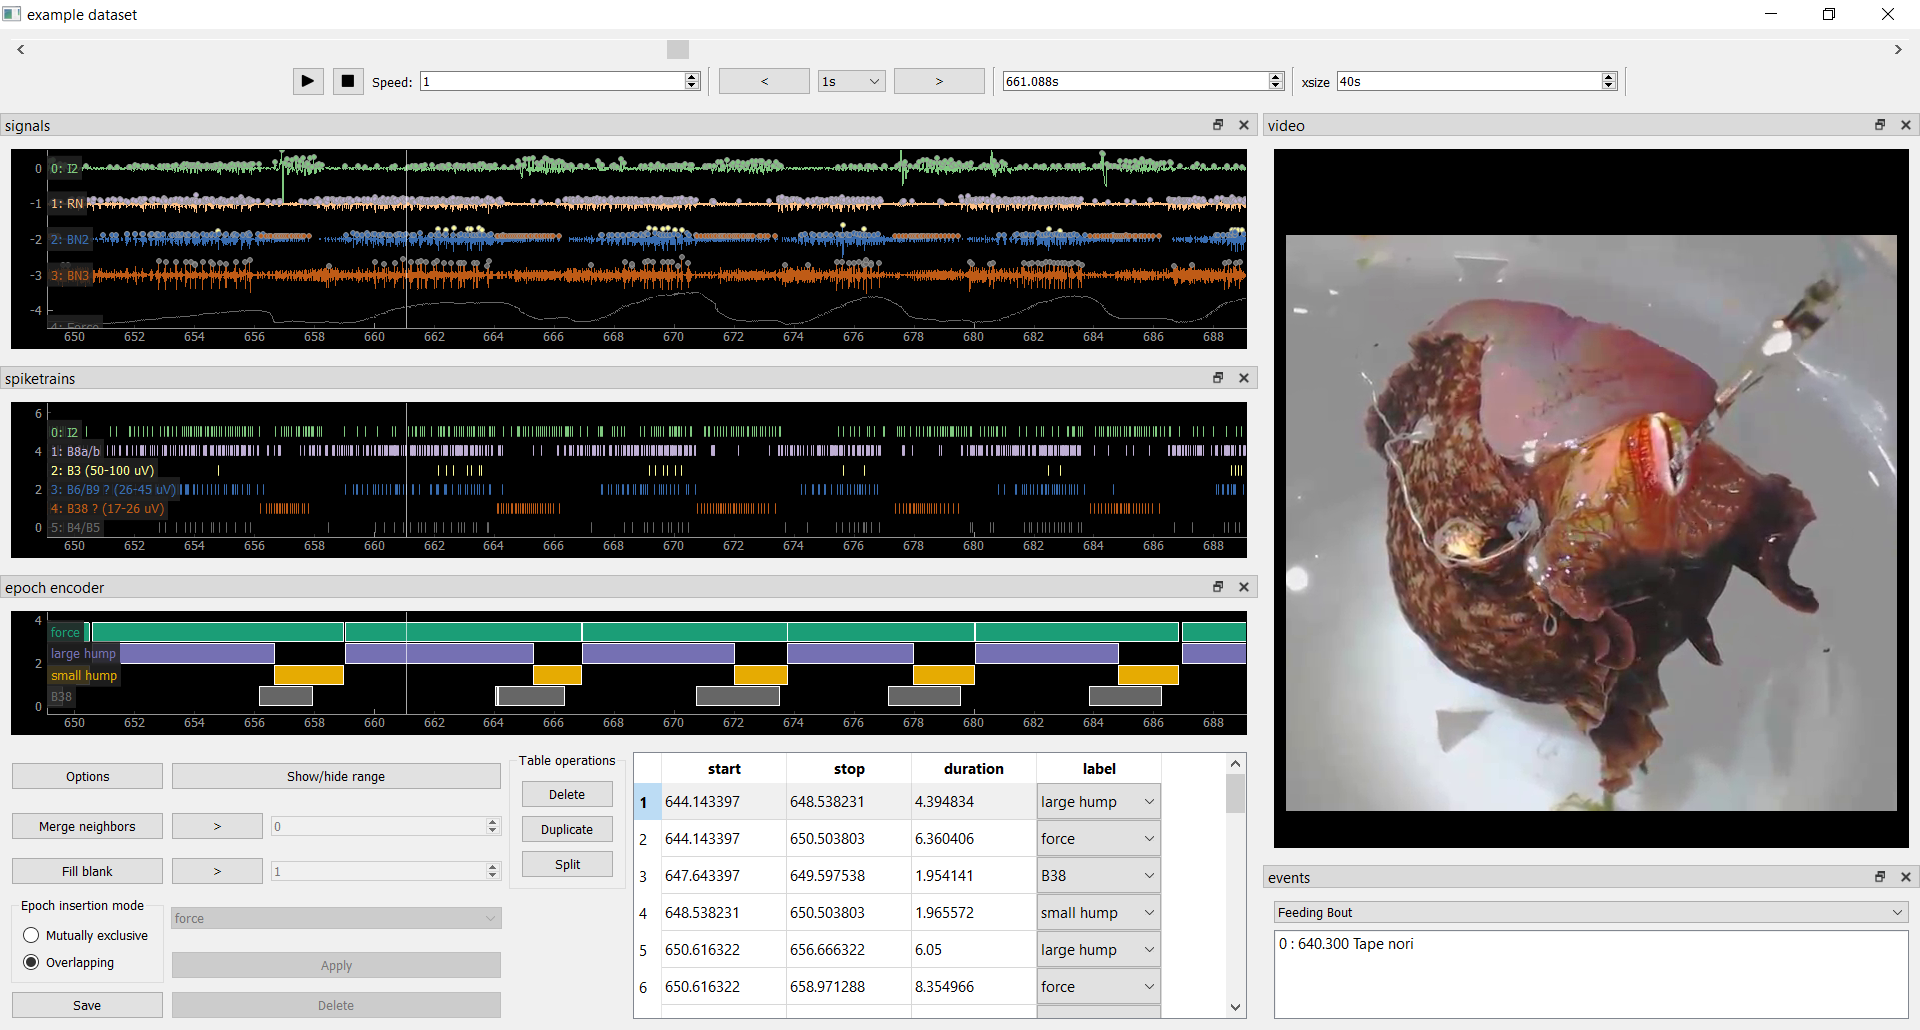 example dataset
<
>
Speed: 1
<
1s
>
661.088s
xsize 40s
signals
0
0: I2
-1
1: RN
-2
2: BN2
-3
3: BN3
-4
4: Force
650 652 654 656 658 660 662 664 666 668 670 672 674 676 678 680 682 684 686 688
spiketrains
6
0: I2
4
1: B8a/b
2: B3 (50-100 uV)
2
3: B6/B9 ? (26-45 uV)
4: B38 ? (17-26 uV)
0
5: B4/B5
650 652 654 656 658 660 662 664 666 668 670 672 674 676 678 680 682 684 686 688
epoch encoder
4
force
large hump
2
small hump
B38
0
650 652 654 656 658 660 662 664 666 668 670 672 674 676 678 680 682 684 686 688
Options
Show/hide range
Merge neighbors
>
0
Fill blank
>
1
Epoch insertion mode
Mutually exclusive
Overlapping
force
Apply
Save
Delete
Table operations
Delete
Duplicate
Split
start stop duration label
1 644.143397 648.538231 4.394834 large hump
2 644.143397 650.503803 6.360406 force
3 647.643397 649.597538 1.954141 B38
4 648.538231 650.503803 1.965572 small hump
5 650.616322 656.666322 6.05 large hump
6 650.616322 658.971288 8.354966 force
video
events
Feeding Bout
0 : 640.300 Tape nori